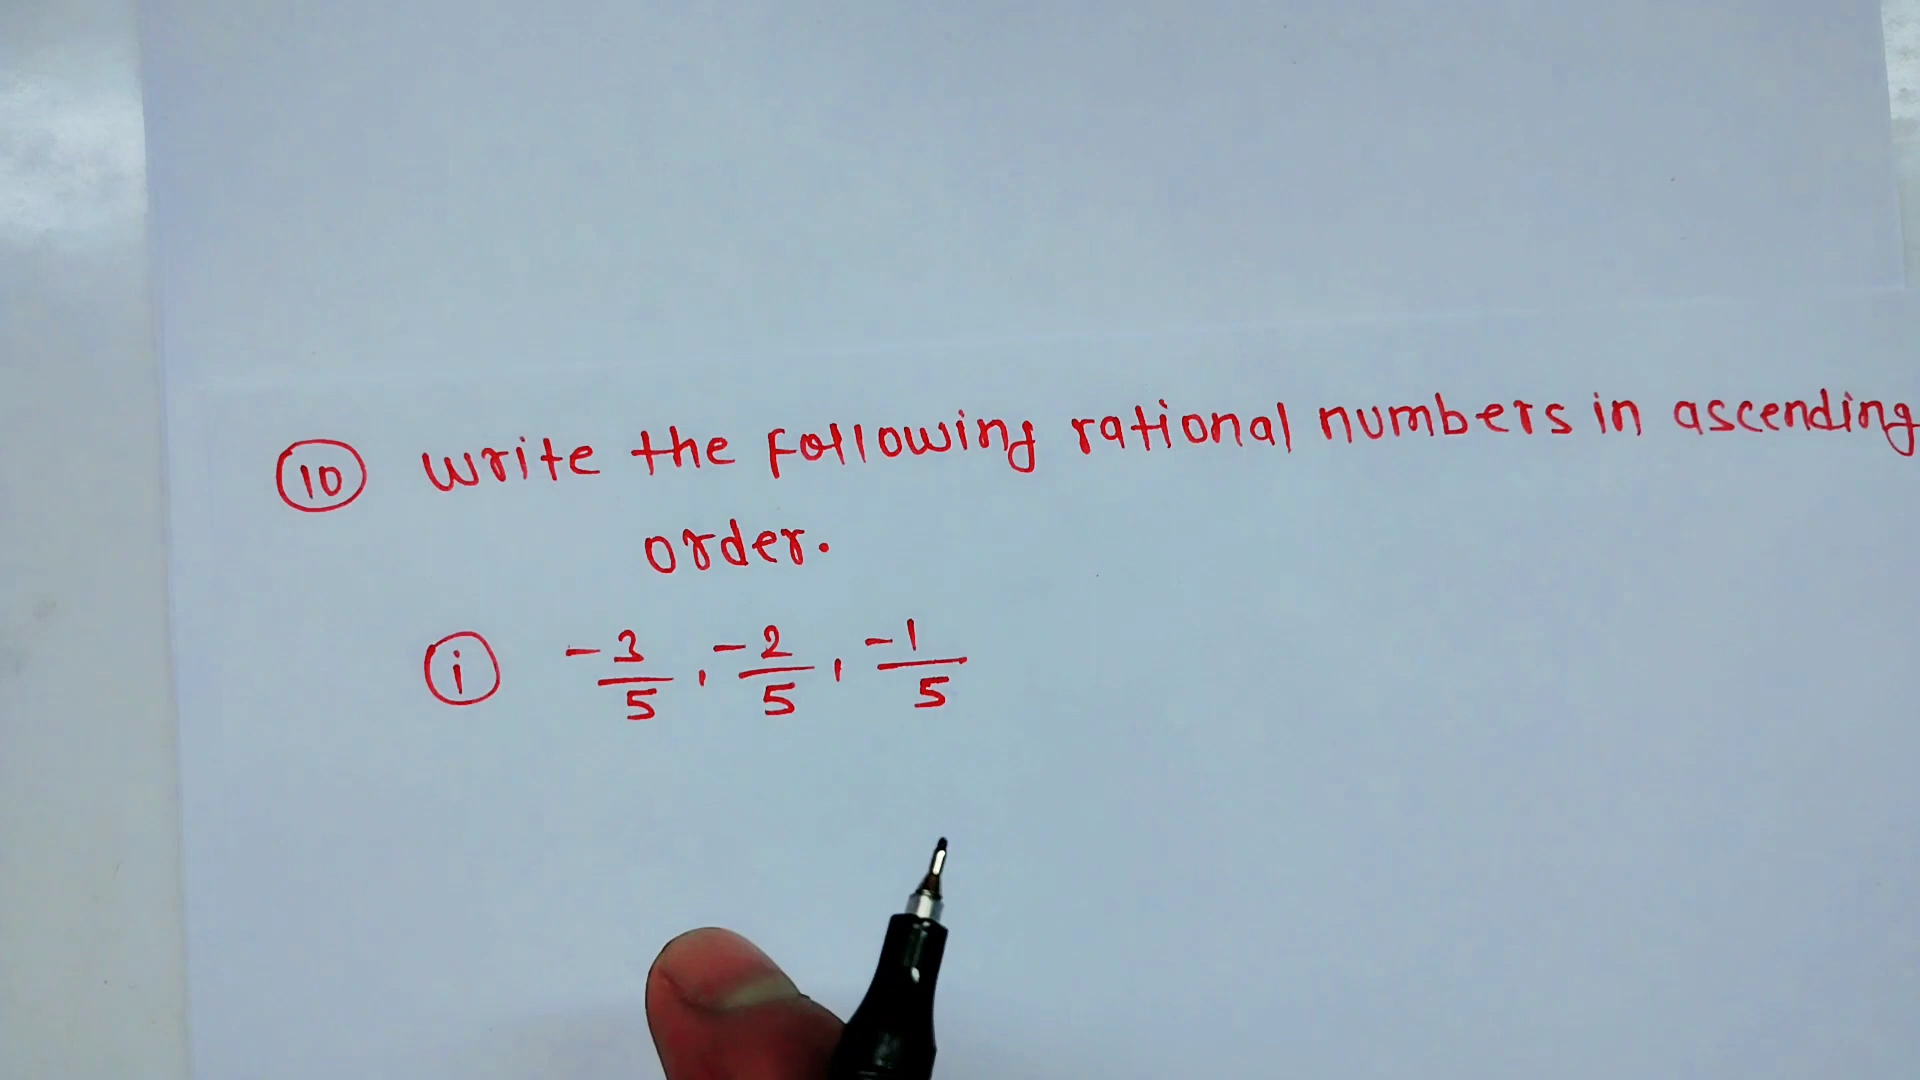 10 Write the following rational numbers in ascending
order.
i -3/5, -2/5, -1/5